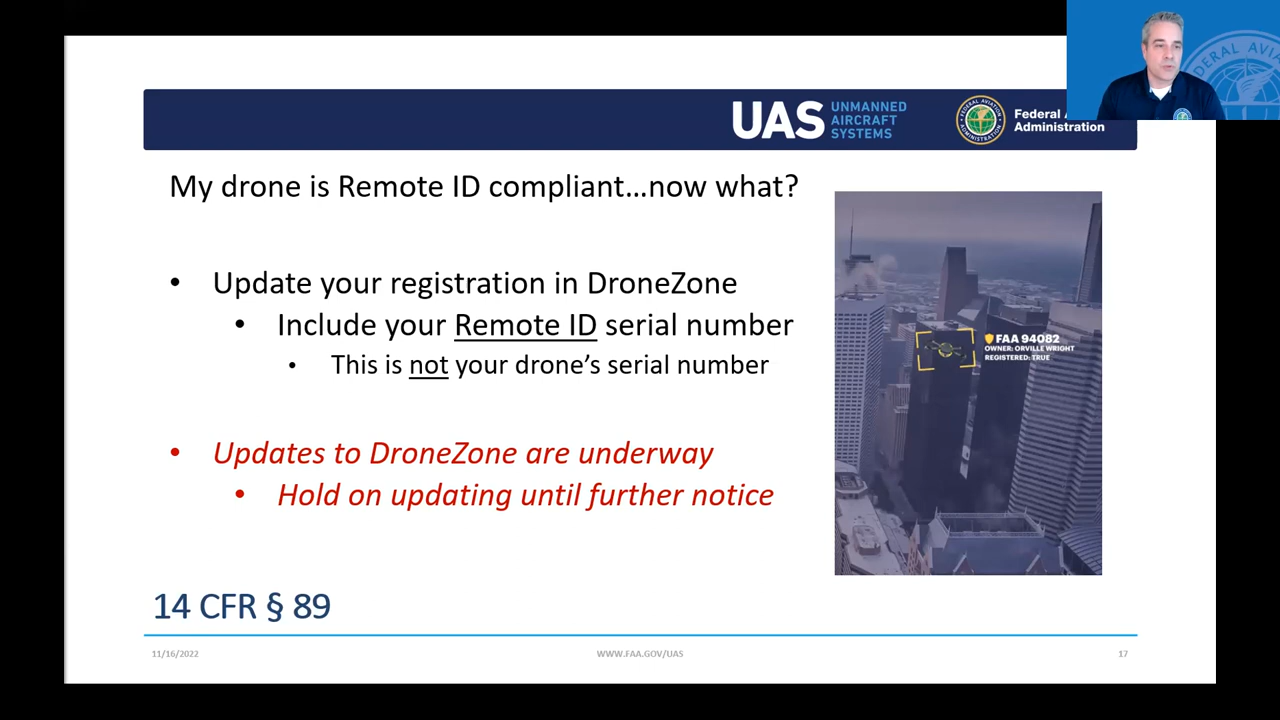 UAS UNMANNED
AIRCRAFT
SYSTEMS
Federal
Administration
FEDERAL
My drone is Remote ID compliant...now what?
• Update your registration in DroneZone
• Include your Remote ID serial number
• This is not your drone's serial number
• Updates to DroneZone are underway
• Hold on updating until further notice
FAA 94082
OWNER: ORVILLE WRIGHT
REGISTERED: TRUE
14 CFR § 89
11/16/2022
WWW.FAA.GOV/UAS
17